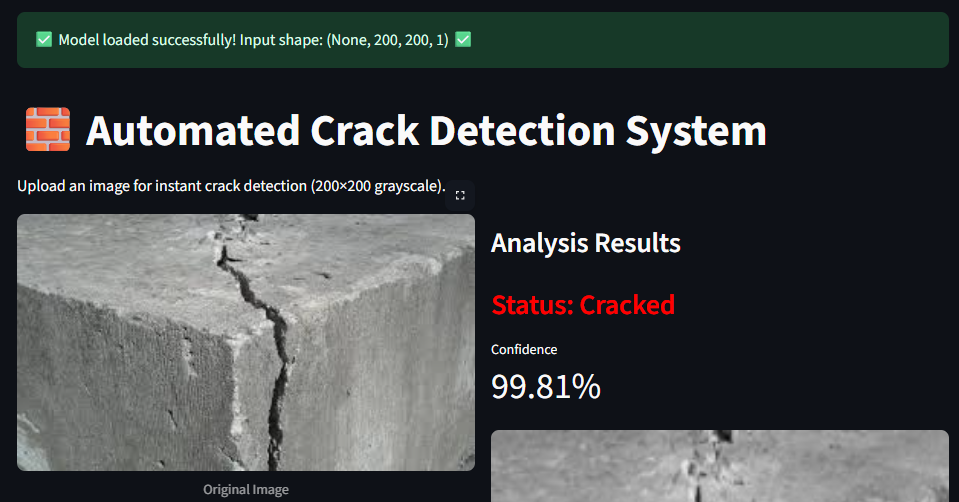 ✅ Model loaded successfully! Input shape: (None, 200, 200, 1) ✅
🧱 Automated Crack Detection System
Upload an image for instant crack detection (200×200 grayscale).
Analysis Results
Status: Cracked
Confidence
99.81%
Original Image